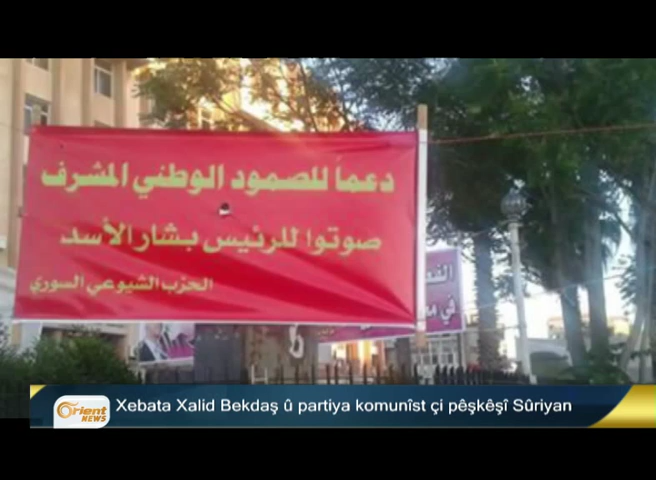 دعماً للصمود الوطني المشرف
صوتوا للرئيس بشار الأسد
الحزب الشيوعي السوري
Orient NEWS
Xebata Xalid Bekdaş û partiya komunîst çi pêşkêşî Sûriyan